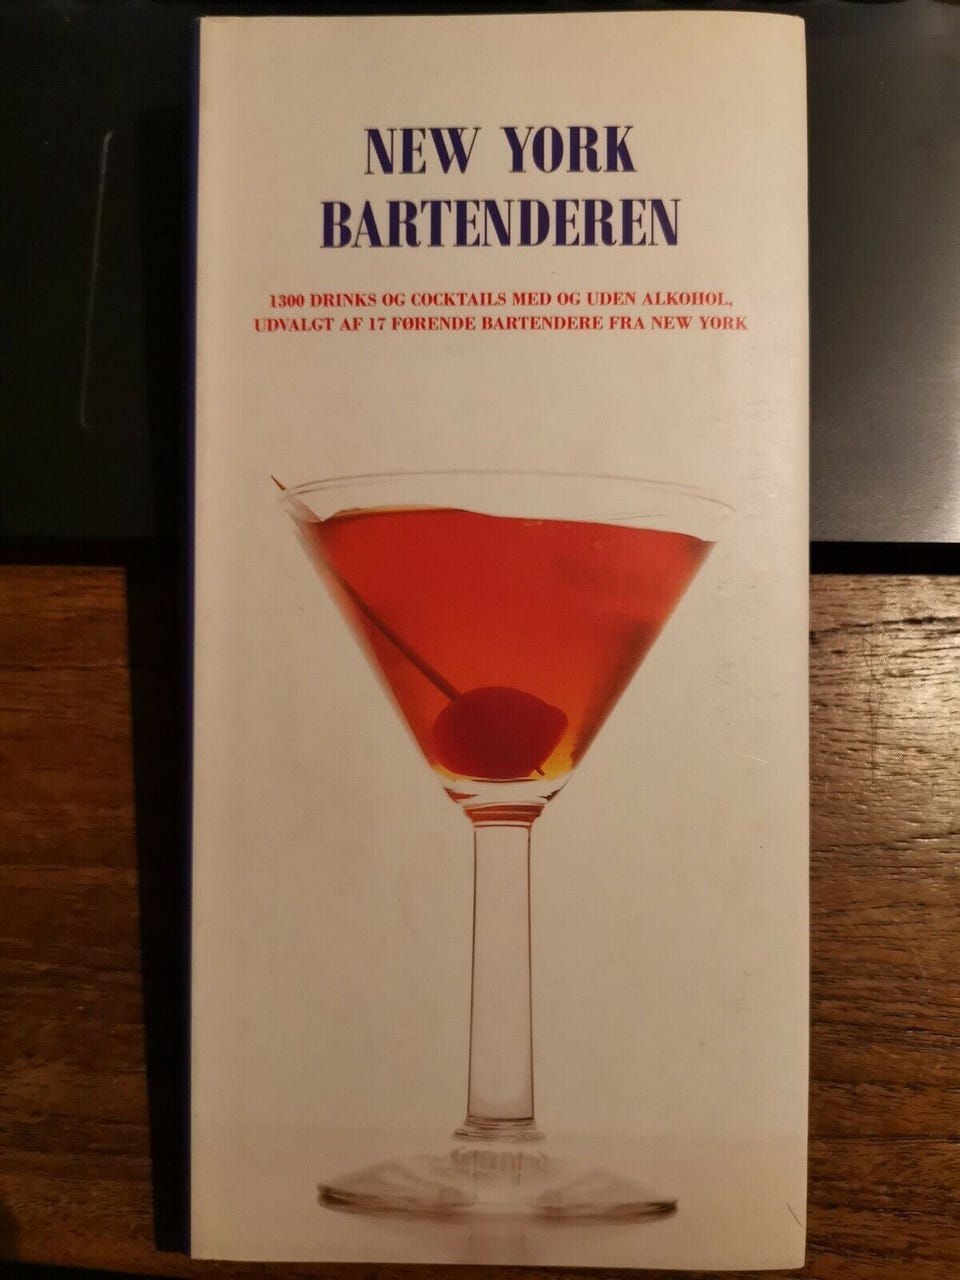 NEW YORK
BARTENDEREN
1300 DRINKS OG COCKTAILS MED OG UDEN ALKOHOL,
UDVALGT AF 17 FØRENDE BARTENDERE FRA NEW YORK